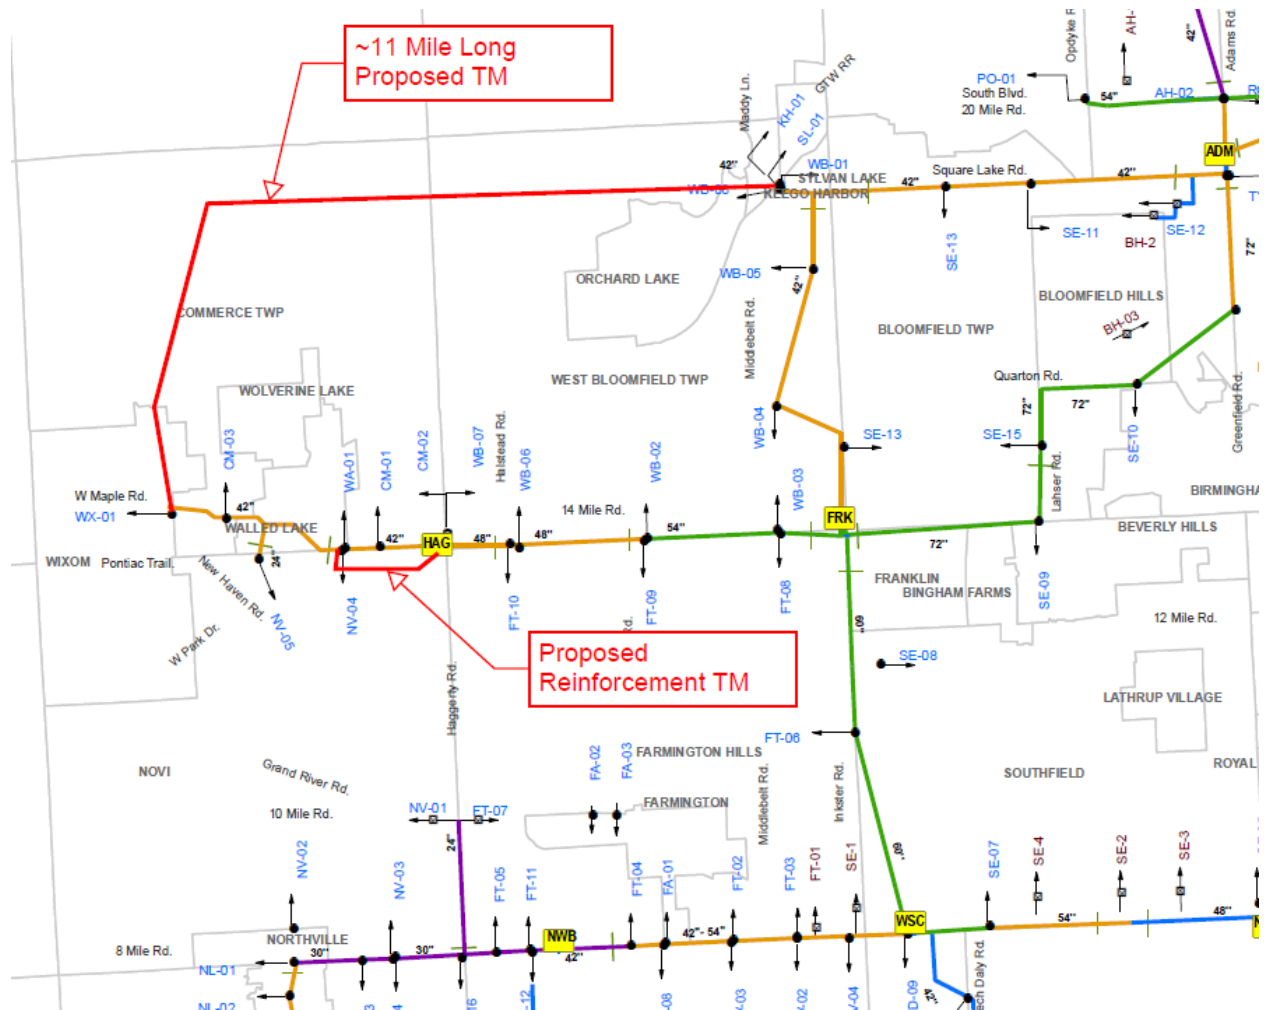 ~11 Mile Long
Proposed TM
Maddy Ln.
KH-01
SL-01
GTW RR
WB-01
42"
SYLVAN LAKE
KEEGO HARBOR
42"
Square Lake Rd.
42"
PO-01
South Blvd.
20 Mile Rd.
54"
AH-02
42"
Adams Rd.
ADM
SE-13
SE-11
SE-12
BH-2
72"
ORCHARD LAKE
WB-05
42"
Middlebelt Rd.
BLOOMFIELD HILLS
BLOOMFIELD TWP
BH-03
COMMERCE TWP
WEST BLOOMFIELD TWP
WOLVERINE LAKE
Quarton Rd.
72"
72"
Greenfield Rd.
SE-10
SE-15
Lahser Rd.
WB-04
SE-13
CM-03
WA-01
CM-01
CM-02
WB-07
Halstead Rd.
WB-06
WB-02
WB-03
W Maple Rd.
WX-01
42"
WALLED LAKE
42"
HAG
48"
48"
14 Mile Rd.
54"
FRK
72"
BEVERLY HILLS
WIXOM
Pontiac Trail.
24"
New Haven Rd.
W Park Dr.
NV-05
NV-04
FT-10
FT-09
FT-08
FRANKLIN
BINGHAM FARMS
SE-09
12 Mile Rd.
60"
SE-08
Proposed
Reinforcement TM
LATHRUP VILLAGE
Haggerty Rd.
FT-06
NOVI
FARMINGTON HILLS
SOUTHFIELD
Grand River Rd.
FA-02
FA-03
FARMINGTON
Middlebelt Rd.
Inkster Rd.
10 Mile Rd.
NV-01
FT-07
24"
60"
NV-02
NV-03
FT-05
FT-11
FT-04
FA-01
FT-02
FT-03
FT-01
SE-1
SE-07
SE-4
SE-2
SE-3
8 Mile Rd.
NORTHVILLE
30"
30"
NWB
42"
42"- 54"
WSC
54"
48"
NL-01
NL-02
42"